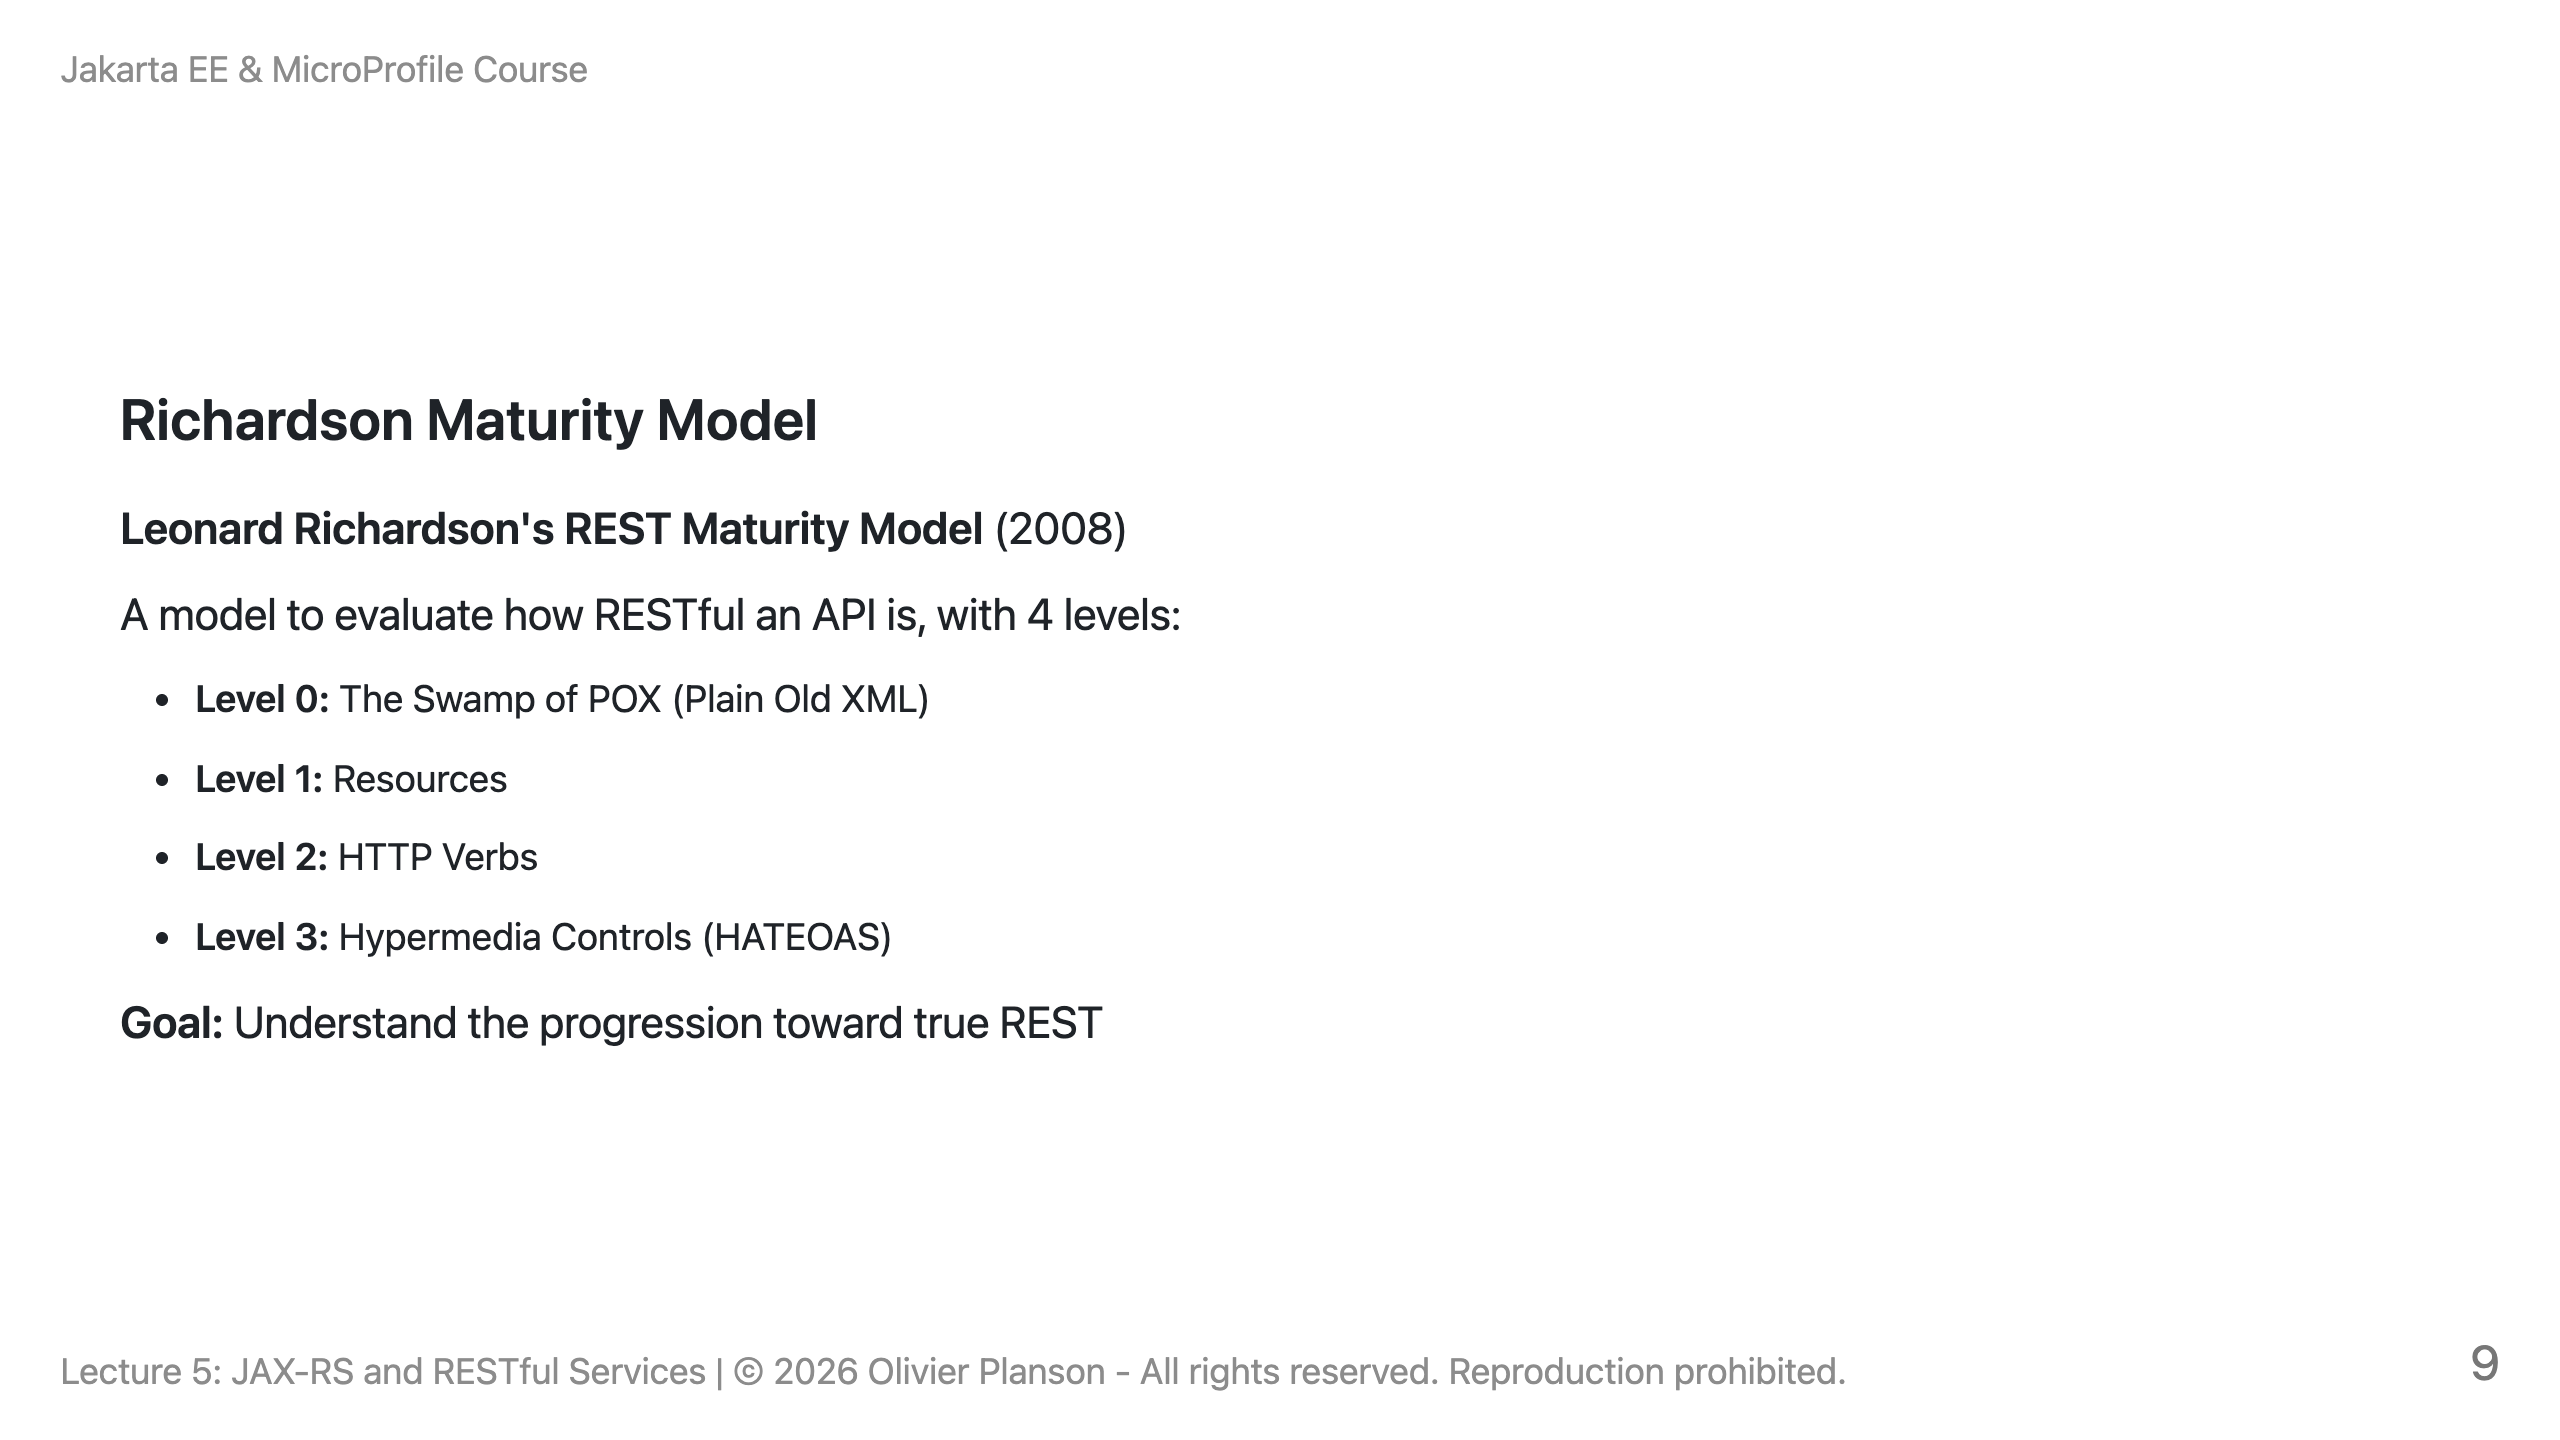 Jakarta EE & MicroProfile Course
Richardson Maturity Model
Leonard Richardson's REST Maturity Model (2008)
A model to evaluate how RESTful an API is, with 4 levels:
• Level 0: The Swamp of POX (Plain Old XML)
• Level 1: Resources
• Level 2: HTTP Verbs
• Level 3: Hypermedia Controls (HATEOAS)
Goal: Understand the progression toward true REST
Lecture 5: JAX-RS and RESTful Services | © 2026 Olivier Planson - All rights reserved. Reproduction prohibited.
9